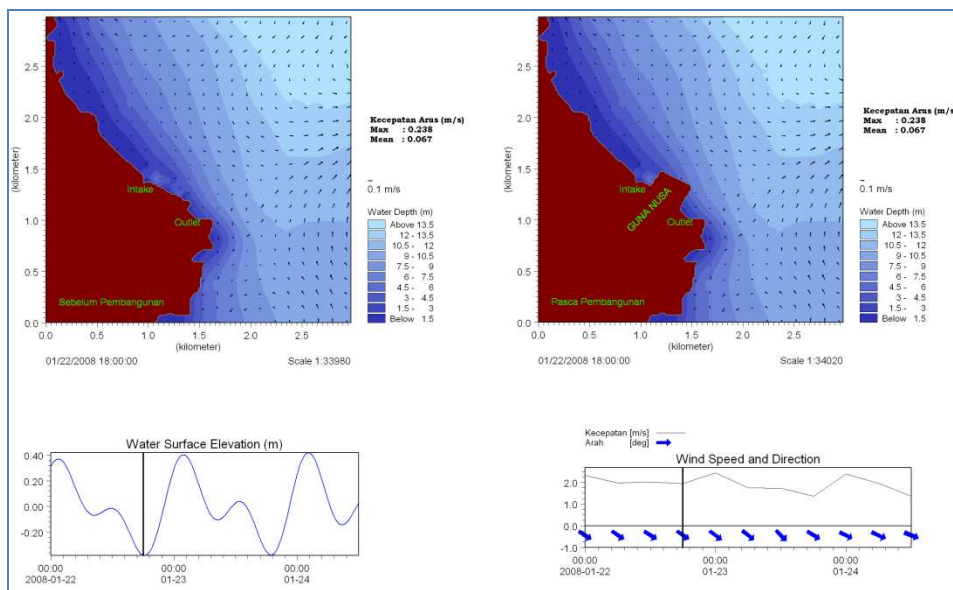 2.5
2.0
1.5
1.0
0.5
0.0
(kilometer)
0.0 0.5 1.0 1.5 2.0 2.5
(kilometer)
Intake
Outlet
Sebelum Pembangunan
01/22/2008 18:00:00 Scale 1:33980
Kecepatan Arus (m/s)
Max : 0.238
Mean : 0.067
0.1 m/s
Water Depth (m)
Above 13.5
12 - 13.5
10.5 - 12
9 - 10.5
7.5 - 9
6 - 7.5
4.5 - 6
3 - 4.5
1.5 - 3
Below 1.5
2.5
2.0
1.5
1.0
0.5
0.0
(kilometer)
0.0 0.5 1.0 1.5 2.0 2.5
(kilometer)
Intake
GUNA NUSA
Outlet
Pasca Pembangunan
01/22/2008 18:00:00 Scale 1:34020
Kecepatan Arus (m/s)
Max : 0.238
Mean : 0.067
0.1 m/s
Water Depth (m)
Above 13.5
12 - 13.5
10.5 - 12
9 - 10.5
7.5 - 9
6 - 7.5
4.5 - 6
3 - 4.5
1.5 - 3
Below 1.5
Water Surface Elevation (m)
0.40
0.20
0.00
-0.20
00:00 00:00 00:00
2008-01-22 01-23 01-24
Kecepatan [m/s]
Arah [deg]
Wind Speed and Direction
2.0
1.0
0.0
-1.0
00:00 00:00 00:00
2008-01-22 01-23 01-24